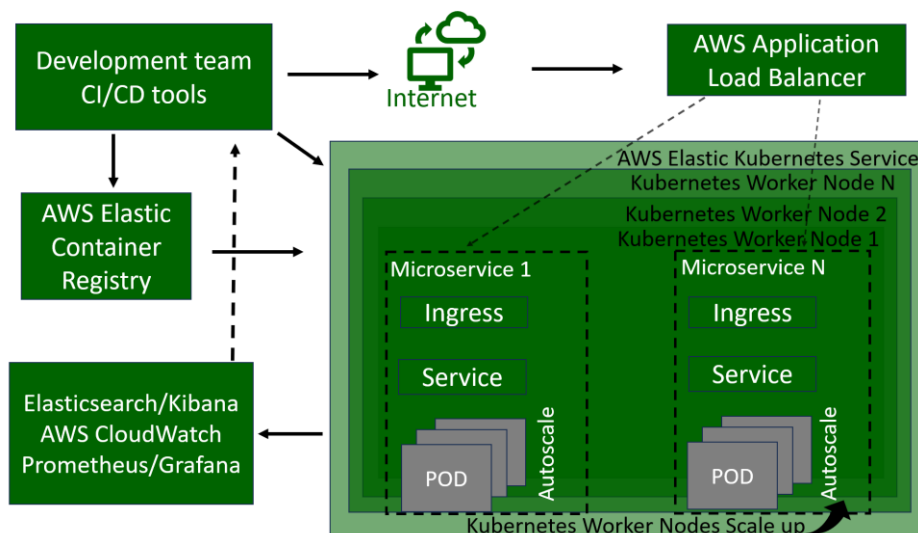 Development team
CI/CD tools
Internet
AWS Application
Load Balancer
AWS Elastic Kubernetes Service
Kubernetes Worker Node N
Kubernetes Worker Node 2
Kubernetes Worker Node 1
AWS Elastic
Container
Registry
Microservice 1
Ingress
Service
POD
Autoscale
Microservice N
Ingress
Service
POD
Autoscale
Elasticsearch/Kibana
AWS CloudWatch
Prometheus/Grafana
Kubernetes Worker Nodes Scale up